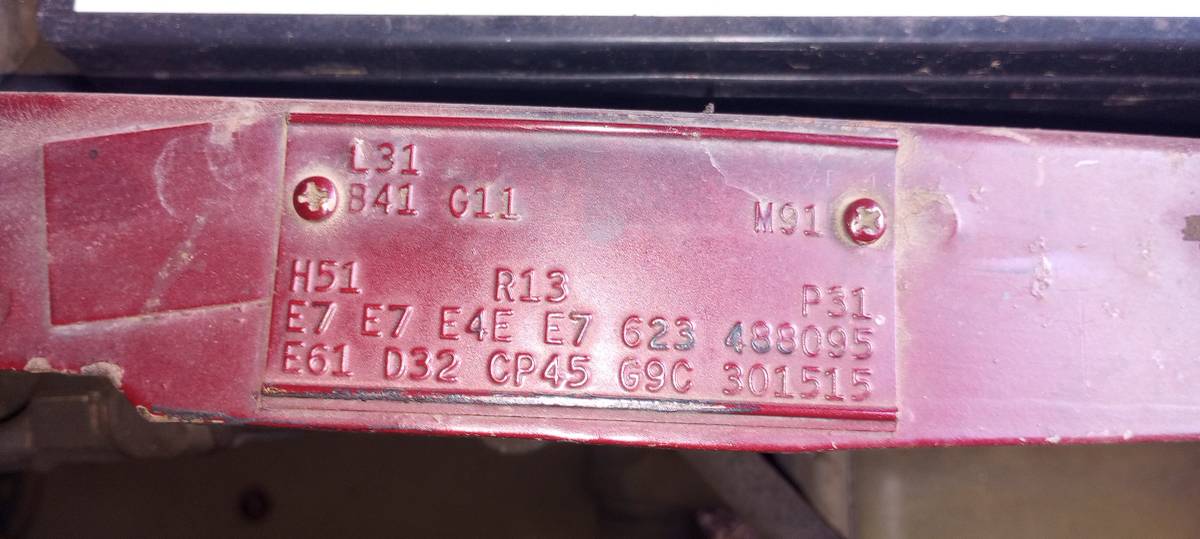 L31
B41 G11 M91
H51 R13 P31
E7 E7 E4E E7 623 488095
E61 D32 CP45 G9C 301515